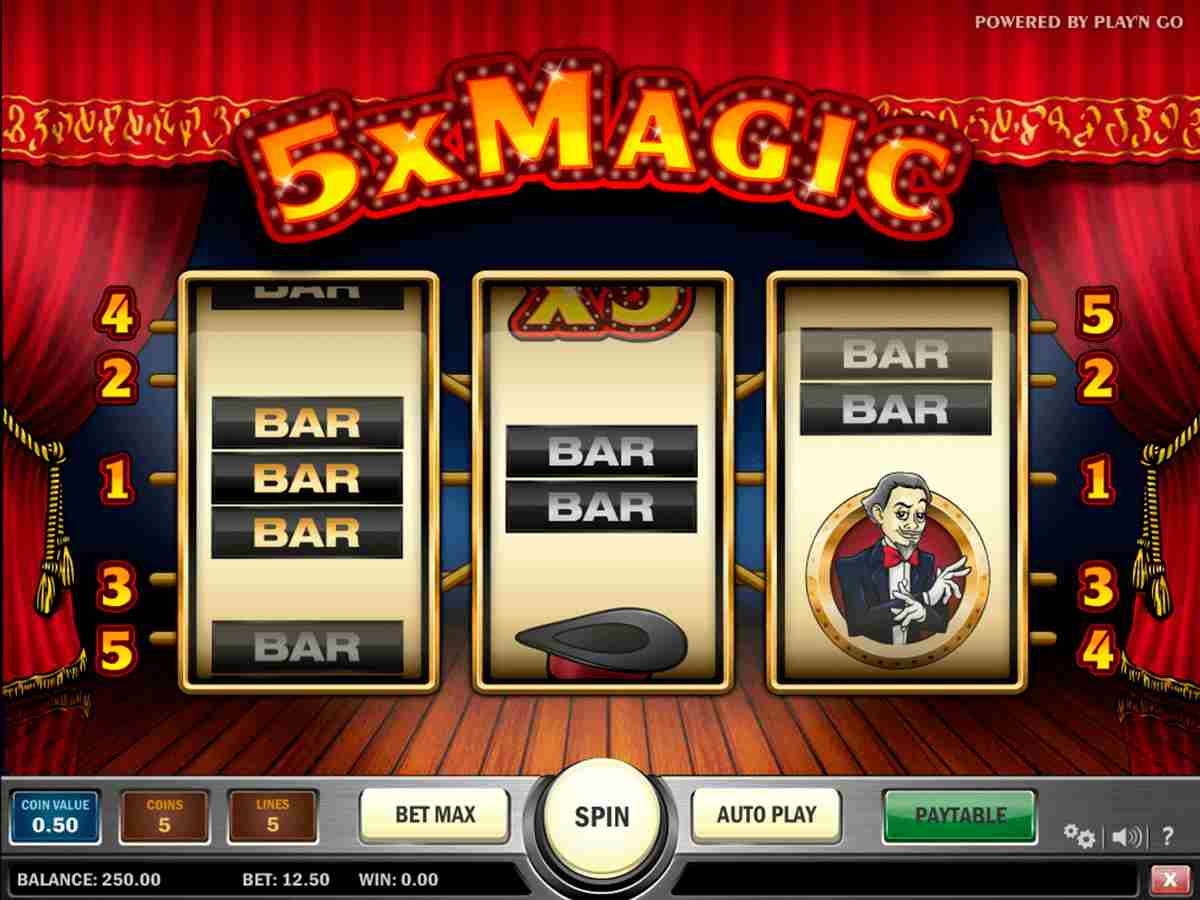 POWERED BY PLAY'N GO
5xMAGIC
BAR
x5
4
5
BAR
2
2
BAR
BAR
BAR
BAR
1
1
BAR
BAR
3
3
BAR
5
4
COIN VALUE
0.50
COINS
5
LINES
5
BET MAX
SPIN
AUTO PLAY
PAYTABLE
?
BALANCE: 250.00
BET: 12.50
WIN: 0.00
X